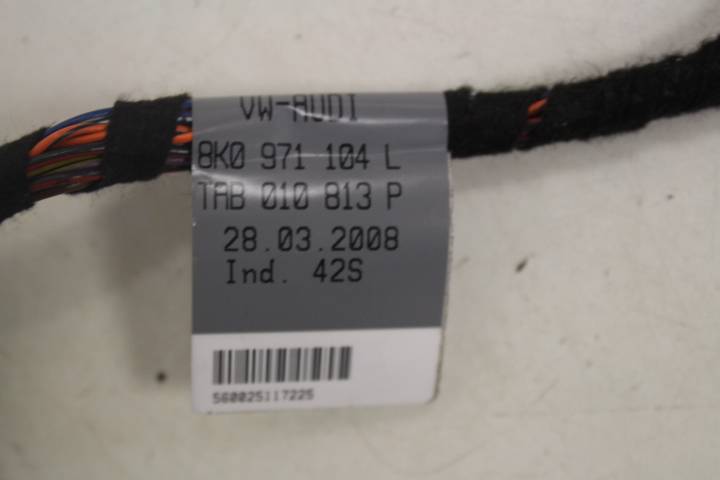 VW-AUDI
8K0 971 104 L
TAB 010 813 P
28.03.2008
Ind. 42S
560025117225